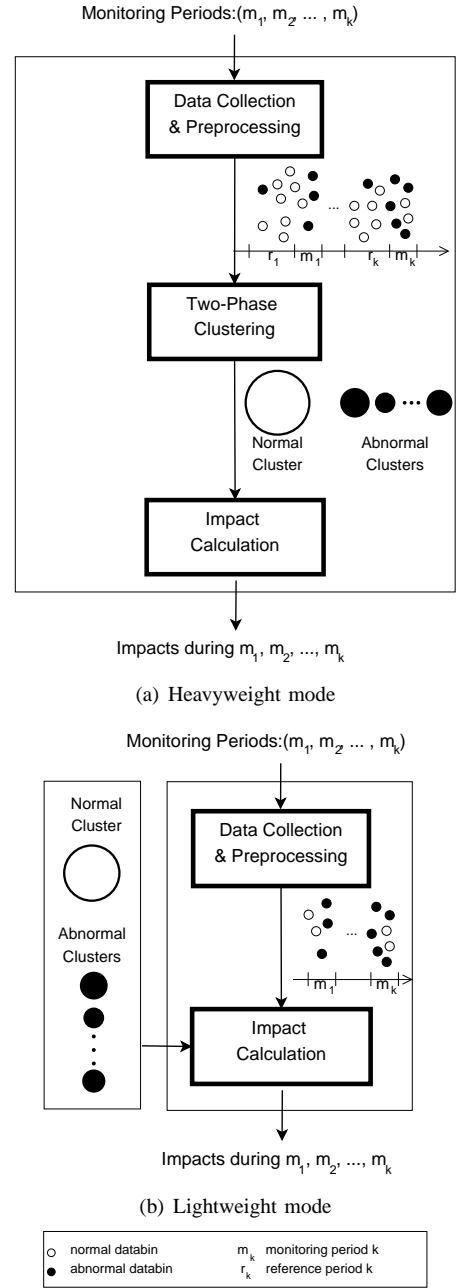 Monitoring Periods:(m1, m2, ... , mk)
Data Collection
& Preprocessing
...
r1 m1 rk mk
Two-Phase
Clustering
Normal
Cluster
Abnormal
Clusters
Impact
Calculation
Impacts during m1, m2, ..., mk
(a) Heavyweight mode
Monitoring Periods:(m1, m2, ... , mk)
Normal
Cluster
Abnormal
Clusters
Data Collection
& Preprocessing
...
m1 mk
Impact
Calculation
Impacts during m1, m2, ..., mk
(b) Lightweight mode
normal databin mk monitoring period k
abnormal databin rk reference period k